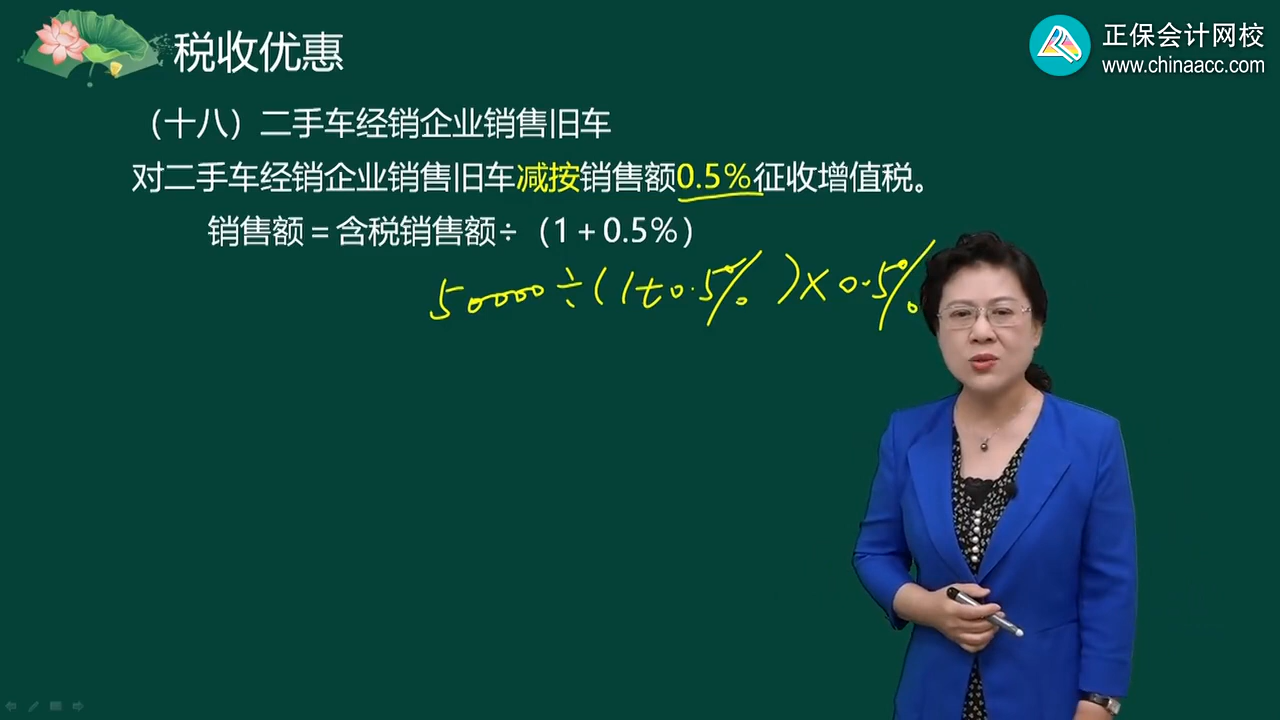 税收优惠
正保会计网校
www.chinaacc.com
（十八）二手车经销企业销售旧车
对二手车经销企业销售旧车减按销售额0.5%征收增值税。
销售额＝含税销售额÷（1＋0.5%）
50000÷(1+0.5%)×0.5%